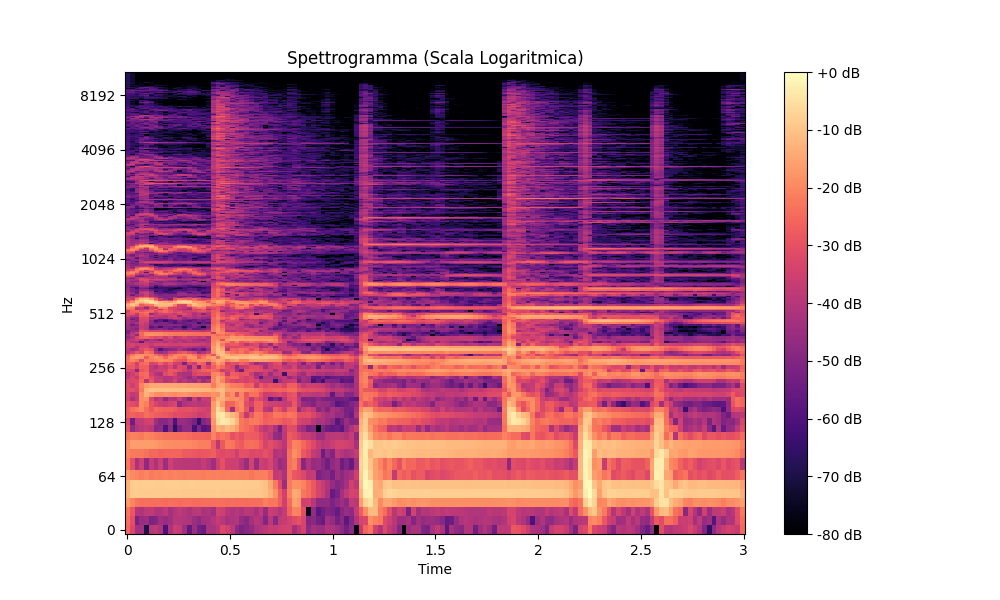 Spettrogramma (Scala Logaritmica)
8192
4096
2048
1024
512
256
128
64
0
Hz
0
0.5
1
1.5
2
2.5
3
Time
+0 dB
-10 dB
-20 dB
-30 dB
-40 dB
-50 dB
-60 dB
-70 dB
-80 dB